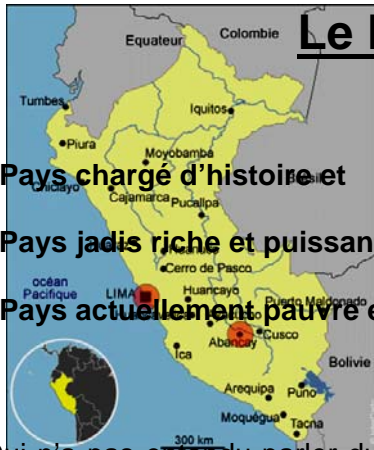 Le
Equateur Colombie
Tumbes
Iquitos
Piura
Moyobamba
Pays chargé d'histoire et
Chiclayo
Cajamarca Pucallpa
Pays jadis riche et puissan
Cerro de Pasco
océan
Pacifique
LIMA Huancayo
Puerto Maldonado
Pays actuellement pauvre e
Cusco
Abancay
Ica
Bolivie
Arequipa Puno
Moquégua
Tacna
300 km